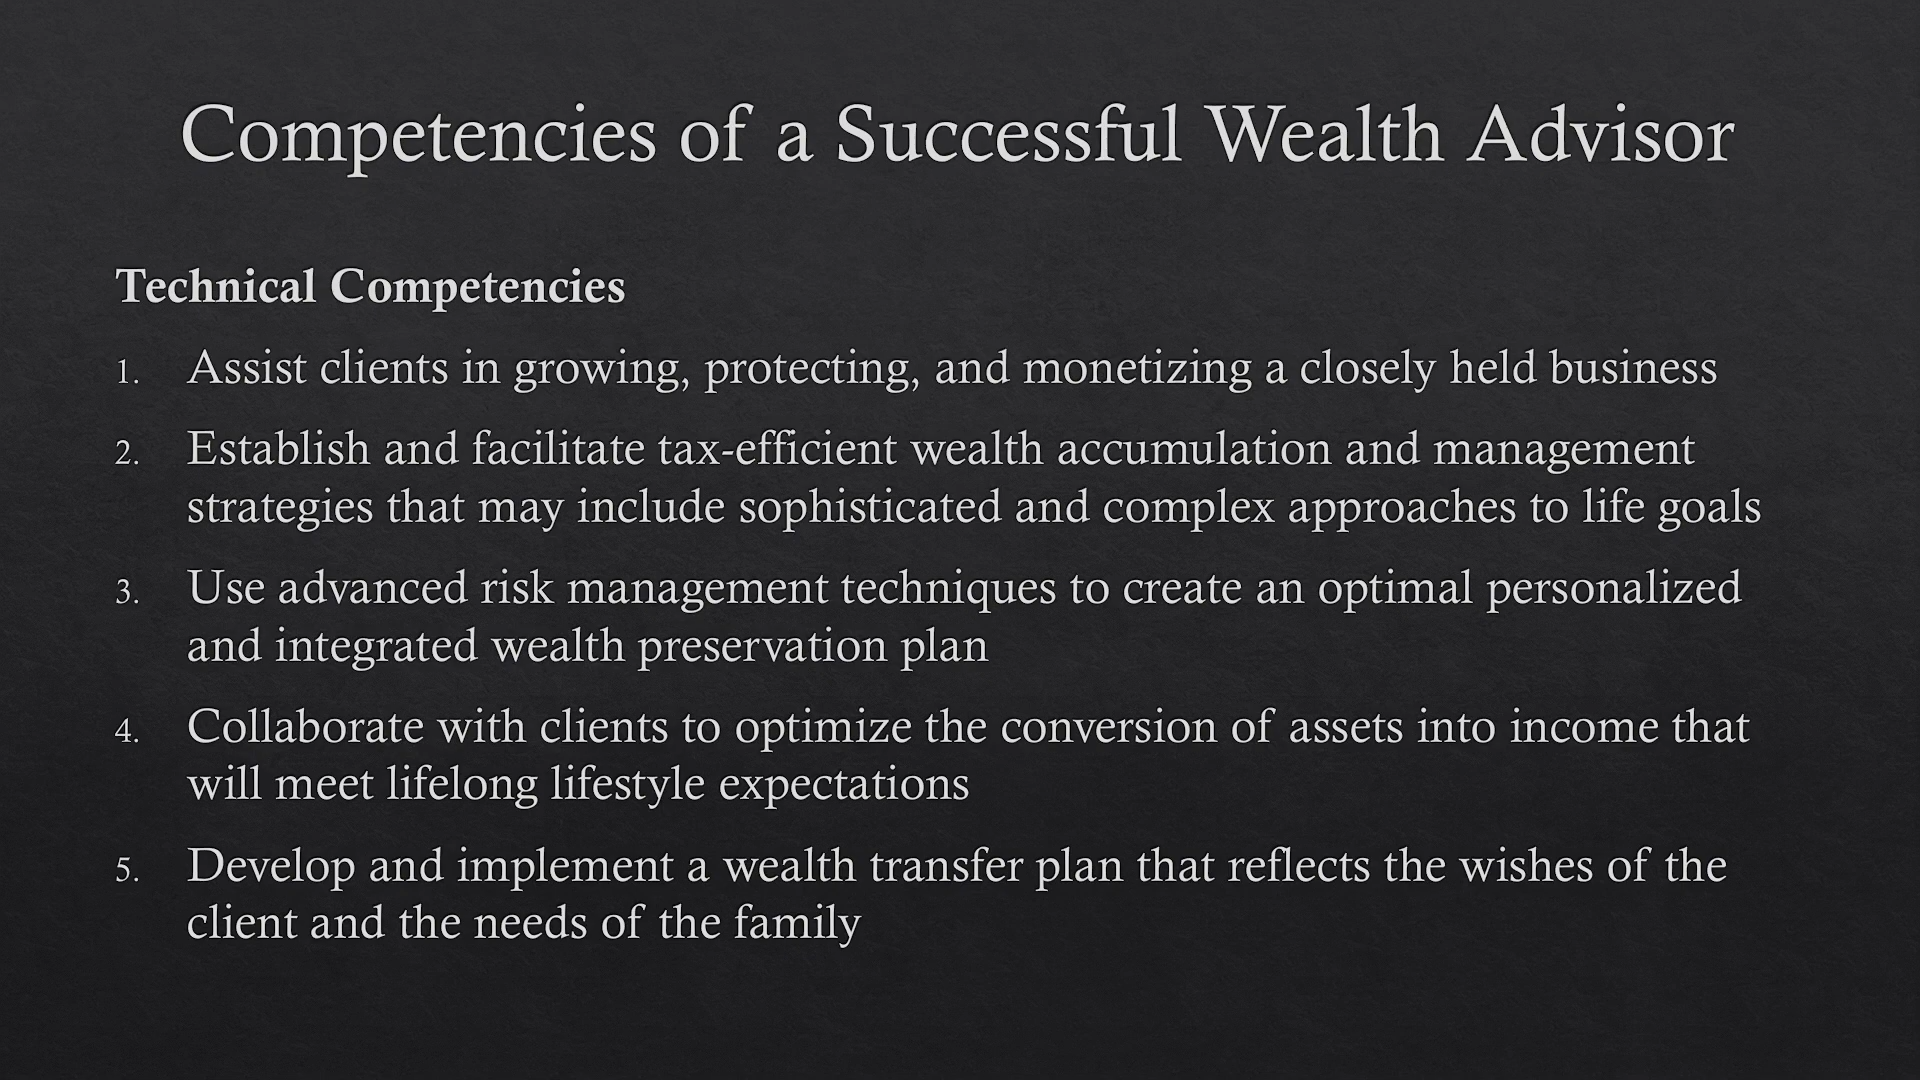 Competencies of a Successful Wealth Advisor
Technical Competencies
1. Assist clients in growing, protecting, and monetizing a closely held business
2. Establish and facilitate tax-efficient wealth accumulation and management
strategies that may include sophisticated and complex approaches to life goals
3. Use advanced risk management techniques to create an optimal personalized
and integrated wealth preservation plan
4. Collaborate with clients to optimize the conversion of assets into income that
will meet lifelong lifestyle expectations
5. Develop and implement a wealth transfer plan that reflects the wishes of the
client and the needs of the family